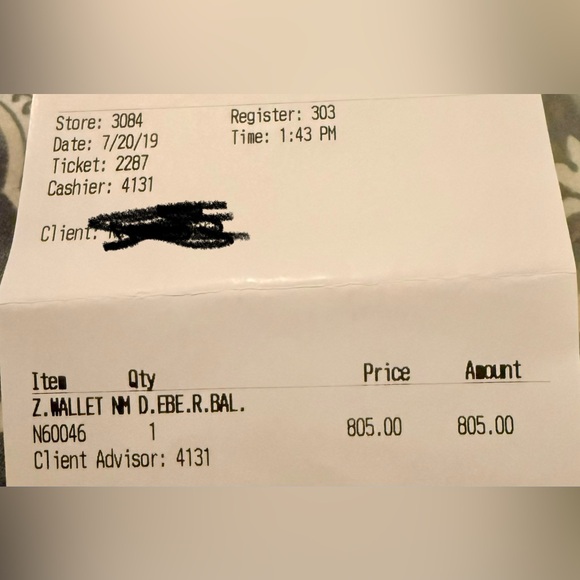 Store: 3084 Register: 303
Date: 7/20/19 Time: 1:43 PM
Ticket: 2287
Cashier: 4131
Client:
Item Qty Price Amount
Z.WALLET NM D.EBE.R.BAL.
N60046 1 805.00 805.00
Client Advisor: 4131